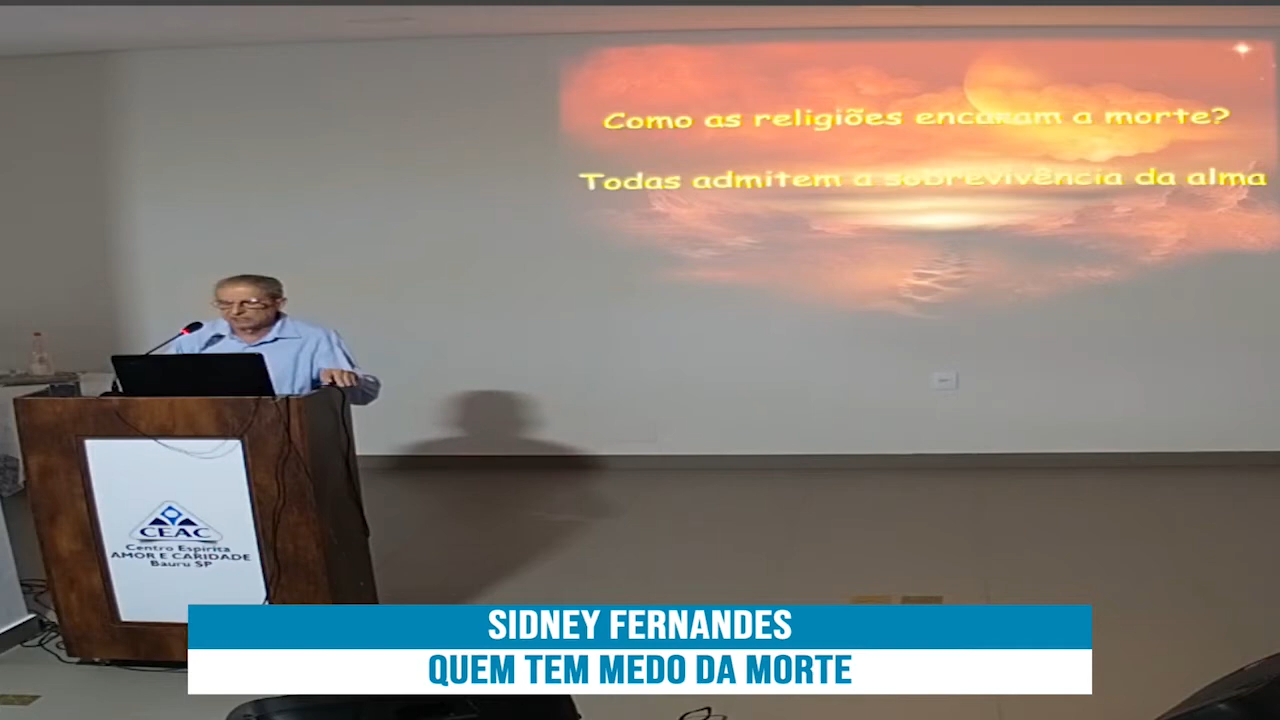 Como as religiões encaram a morte?
Todas admitem a sobrevivência da alma
CEAC
Centro Espírita
AMOR E CARIDADE
Bauru SP
SIDNEY FERNANDES
QUEM TEM MEDO DA MORTE